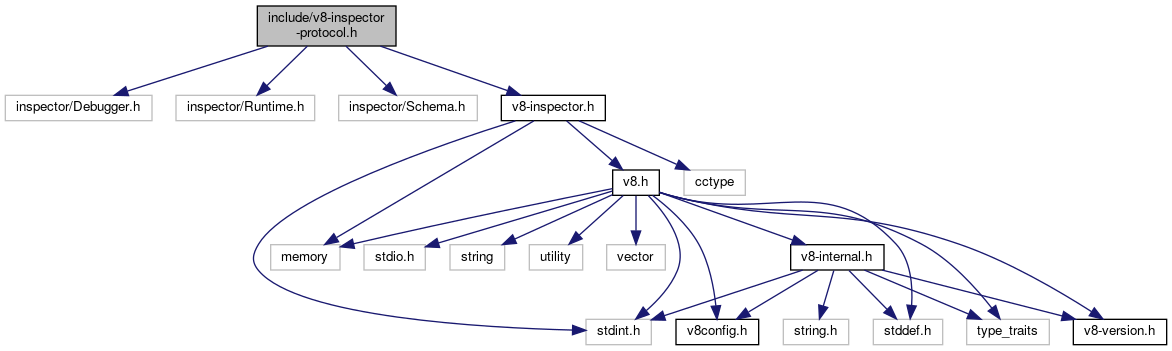 include/v8-inspector
-protocol.h
inspector/Debugger.h
inspector/Runtime.h
inspector/Schema.h
v8-inspector.h
v8.h
cctype
memory
stdio.h
string
utility
vector
v8-internal.h
stdint.h
v8config.h
string.h
stddef.h
type_traits
v8-version.h